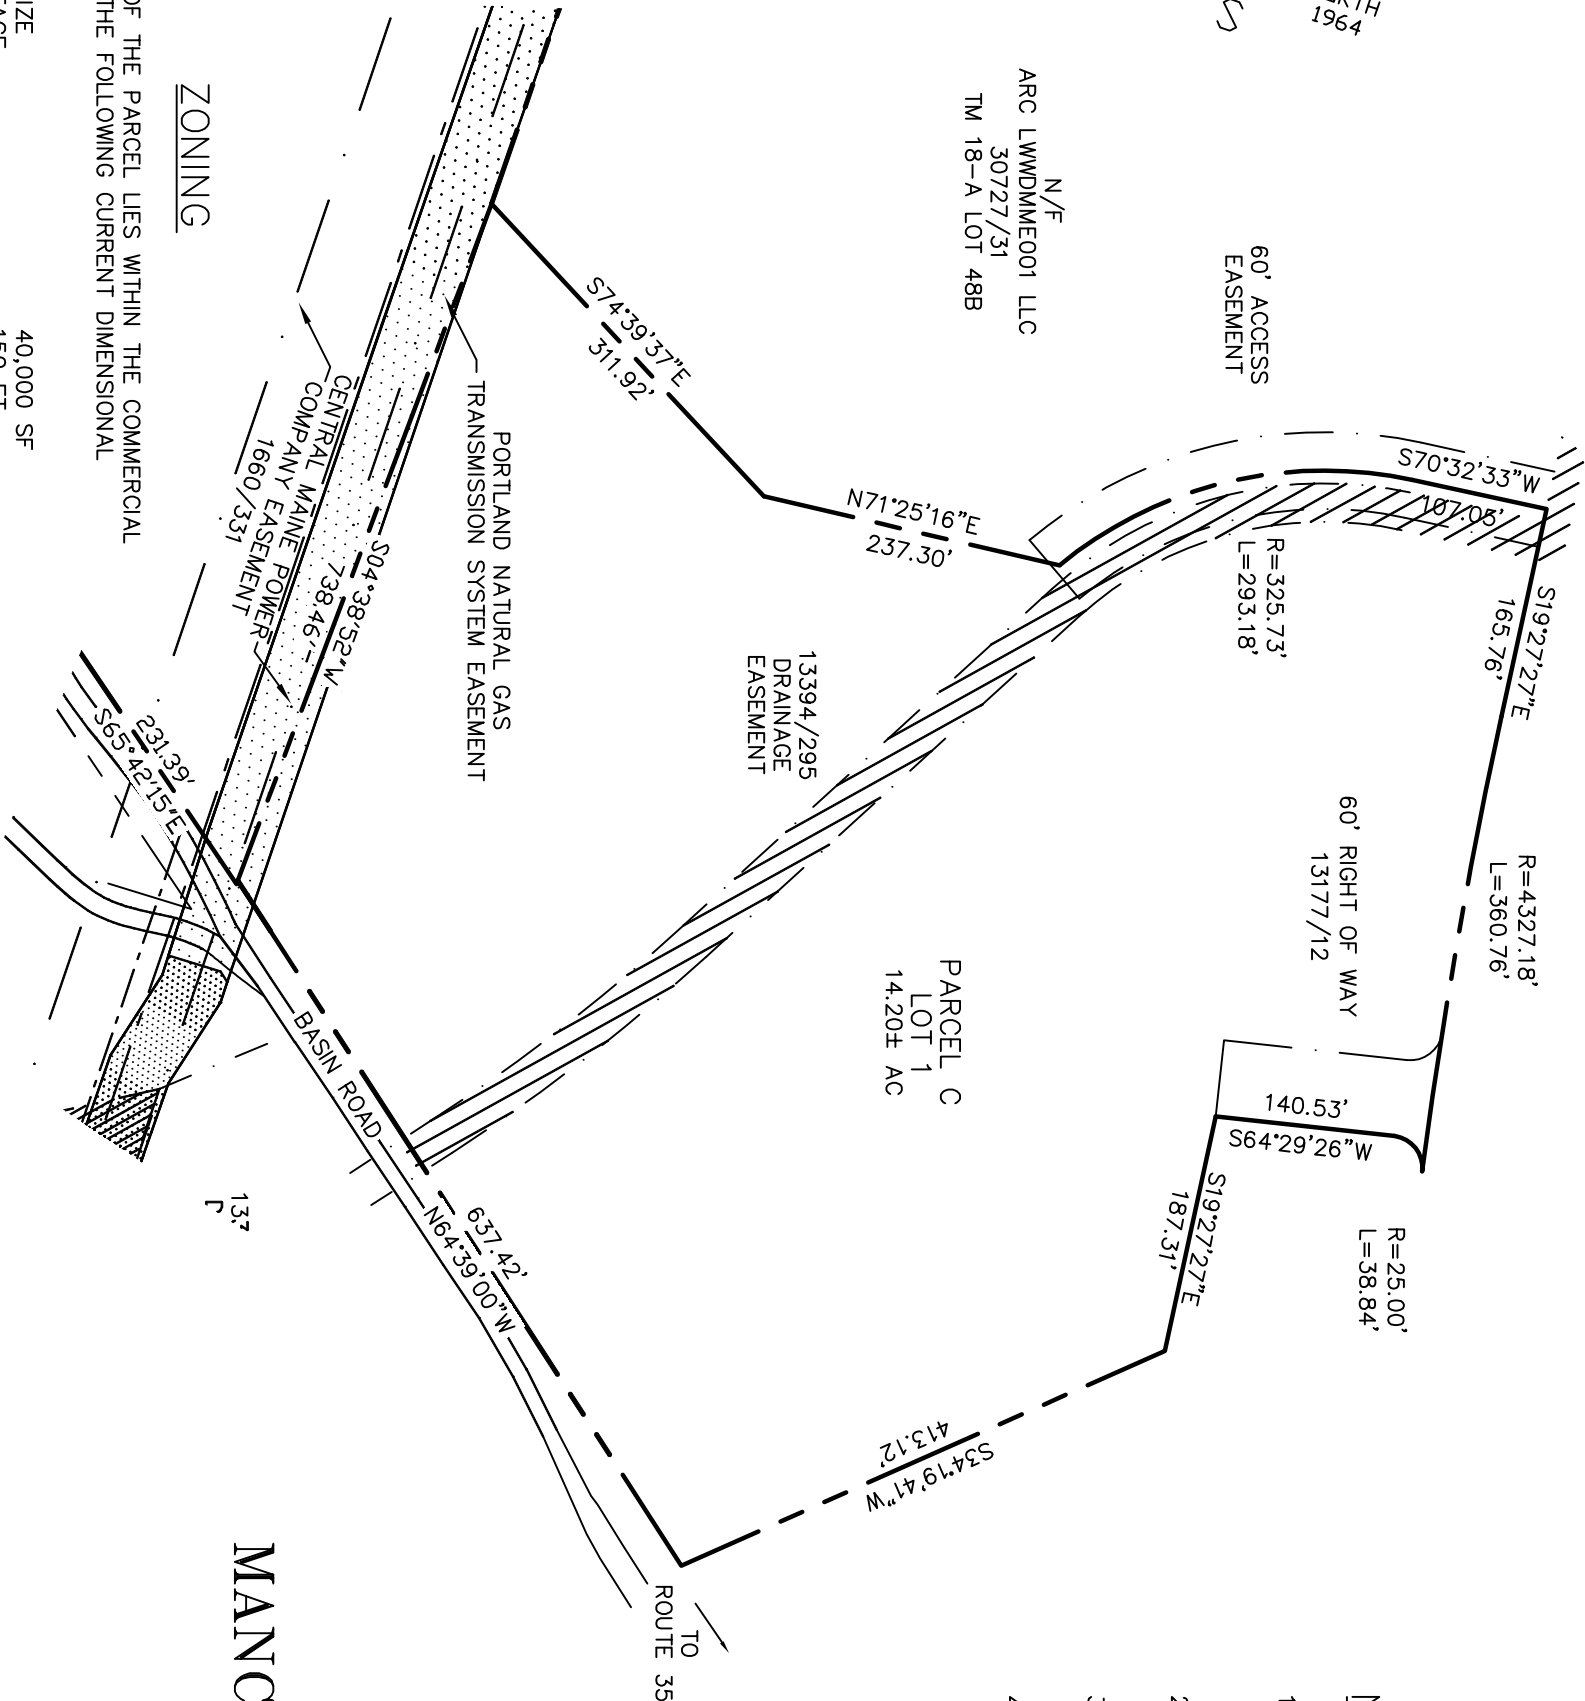 1964
N/F
ARC LWWDMME001 LLC
30727/31
TM 18-A LOT 48B
60' ACCESS
EASEMENT
S70°32'33"W
107.05'
R=325.73'
L=293.18'
S19°27'27"E
165.76'
R=4327.18'
L=360.76'
60' RIGHT OF WAY
13177/12
140.53'
S64°29'26"W
R=25.00'
L=38.84'
S19°27'27"E
187.31'
S34°19'41"W
413.12'
N71°25'16"E
237.30'
S74°39'37"E
311.92'
13394/295
DRAINAGE
EASEMENT
PARCEL C
LOT 1
14.20± AC
PORTLAND NATURAL GAS
TRANSMISSION SYSTEM EASEMENT
S04°38'52"W
738.46'
CENTRAL MAINE POWER
COMPANY EASEMENT
1660/331
231.39'
S65°42'15"E
BASIN ROAD
637.42'
N64°39'00"W
TO
ROUTE 35
ZONING
OF THE PARCEL LIES WITHIN THE COMMERCIAL
THE FOLLOWING CURRENT DIMENSIONAL
40,000 SF
MANC